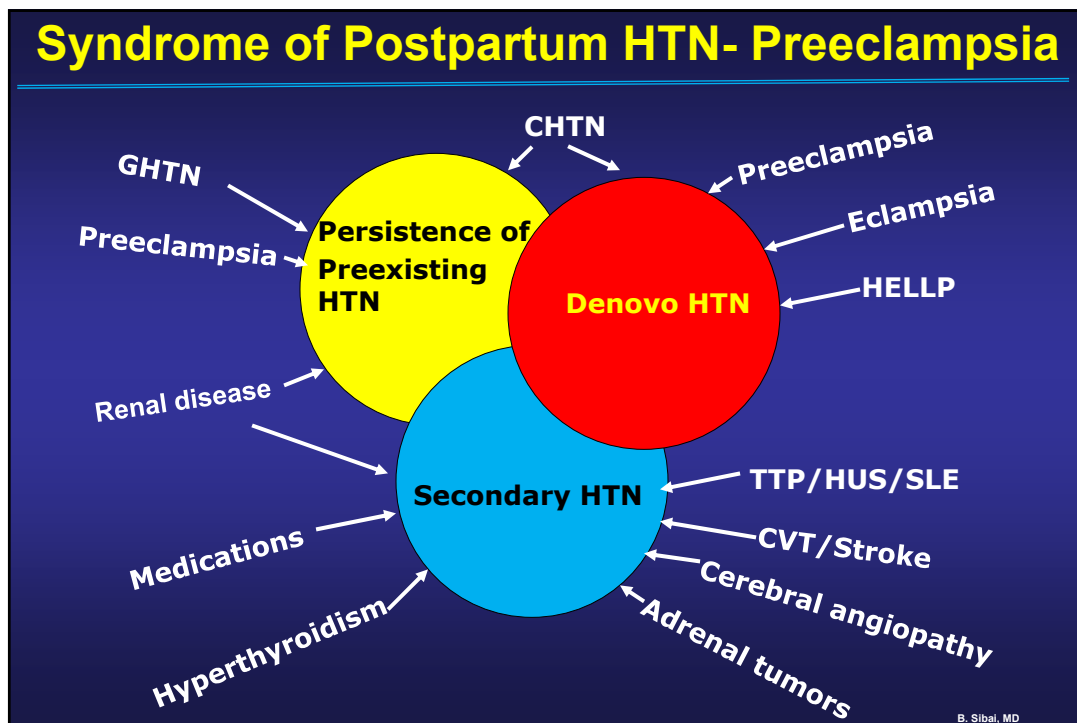 Syndrome of Postpartum HTN- Preeclampsia
CHTN
GHTN
Preeclampsia
Persistence of
Preexisting
HTN
Preeclampsia
Eclampsia
HELLP
Denovo HTN
Renal disease
Secondary HTN
TTP/HUS/SLE
CVT/Stroke
Cerebral angiopathy
Adrenal tumors
Medications
Hyperthyroidism
B. Sibai, MD